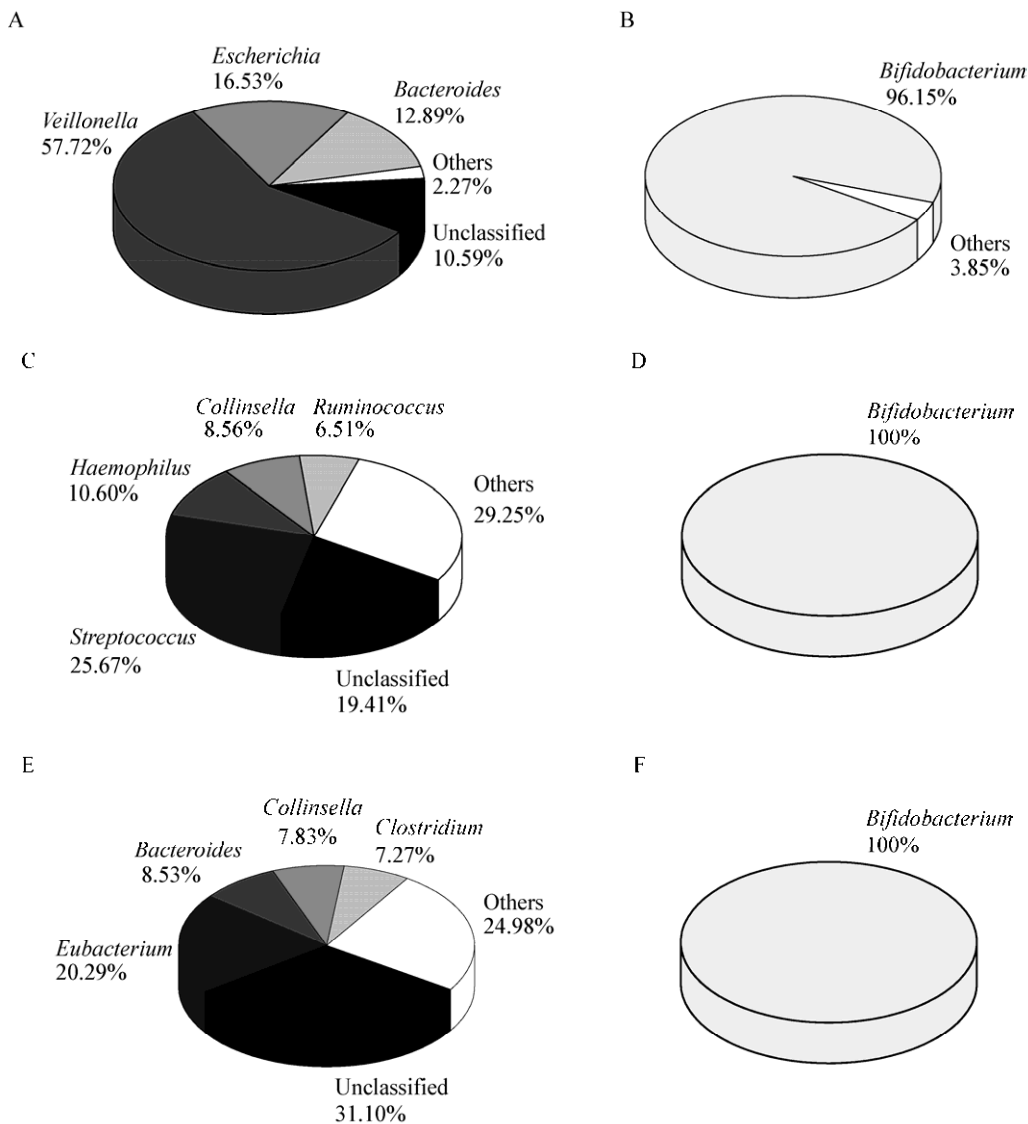 A
Escherichia
16.53%
Bacteroides
12.89%
Veillonella
57.72%
Others
2.27%
Unclassified
10.59%
B
Bifidobacterium
96.15%
Others
3.85%
C
Collinsella
8.56%
Ruminococcus
6.51%
Haemophilus
10.60%
Others
29.25%
Streptococcus
25.67%
Unclassified
19.41%
D
Bifidobacterium
100%
E
Collinsella
7.83%
Clostridium
7.27%
Bacteroides
8.53%
Others
24.98%
Eubacterium
20.29%
Unclassified
31.10%
F
Bifidobacterium
100%